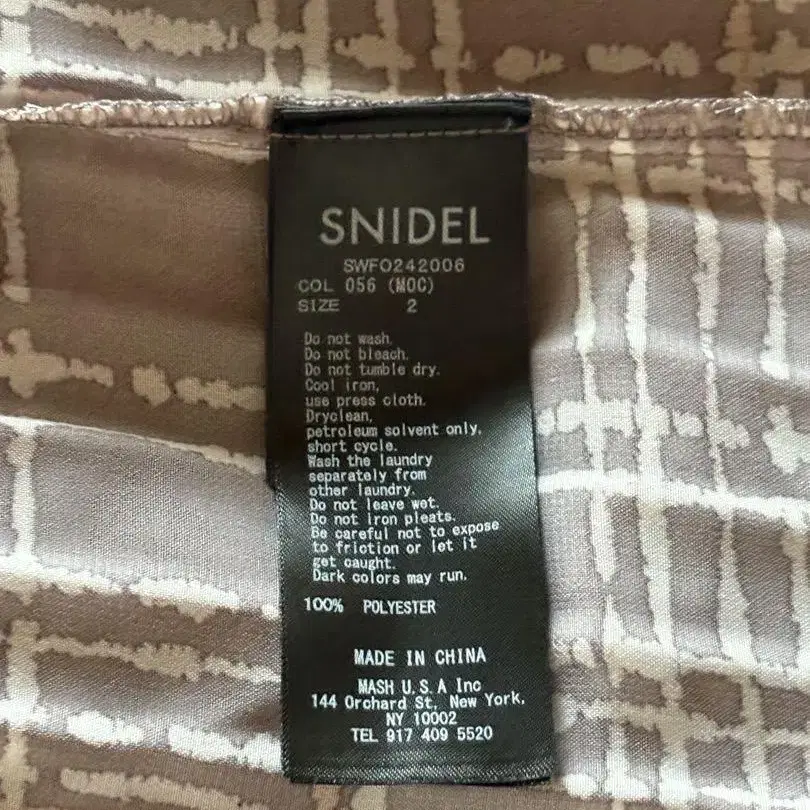 SNIDEL
SWFO242006
COL 056 (MOC)
SIZE 2
Do not wash.
Do not bleach.
Do not tumble dry.
Cool iron,
use press cloth.
Dryclean,
petroleum solvent only,
short cycle.
Wash the laundry
separately from
other laundry.
Do not leave wet.
Do not iron pleats.
Be careful not to expose
to friction or let it
get caught.
Dark colors may run.
100% POLYESTER
MADE IN CHINA
MASH U.S.A Inc
144 Orchard St, New York,
NY 10002
TEL 917 409 5520